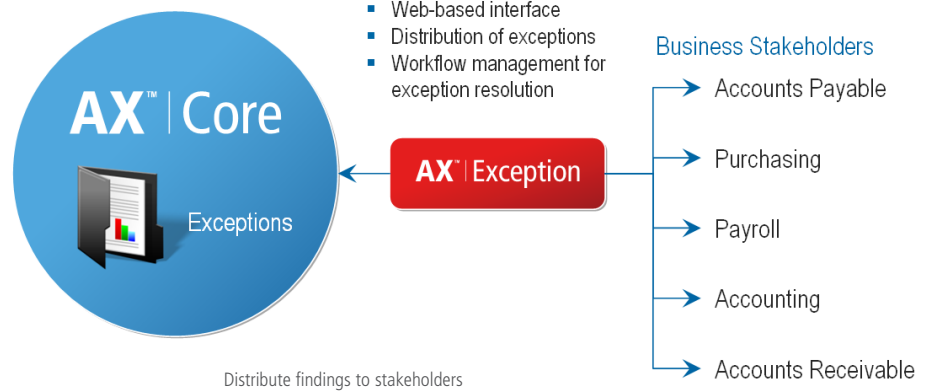 ▪ Web-based interface
▪ Distribution of exceptions
▪ Workflow management for
exception resolution
AX™ | Core
Exceptions
AX™ | Exception
Business Stakeholders
Accounts Payable
Purchasing
Payroll
Accounting
Accounts Receivable
Distribute findings to stakeholders